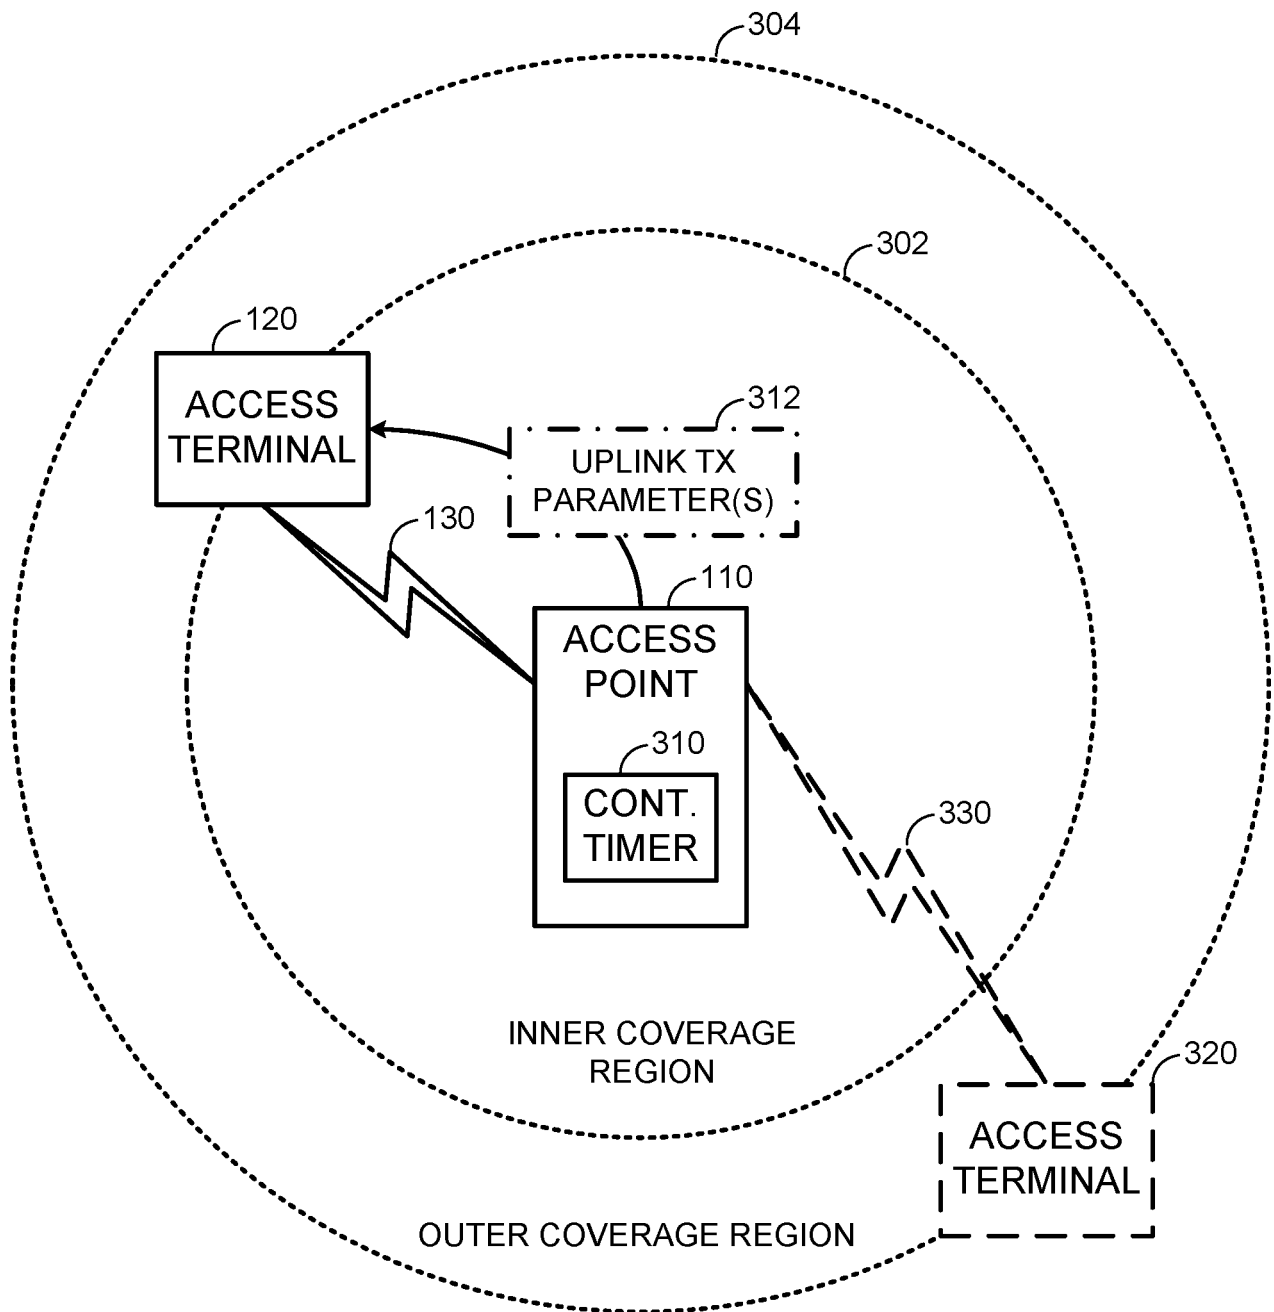 304
302
120
ACCESS
TERMINAL
312
UPLINK TX
PARAMETER(S)
130
110
ACCESS
POINT
310
CONT.
TIMER
330
INNER COVERAGE
REGION
320
ACCESS
TERMINAL
OUTER COVERAGE REGION